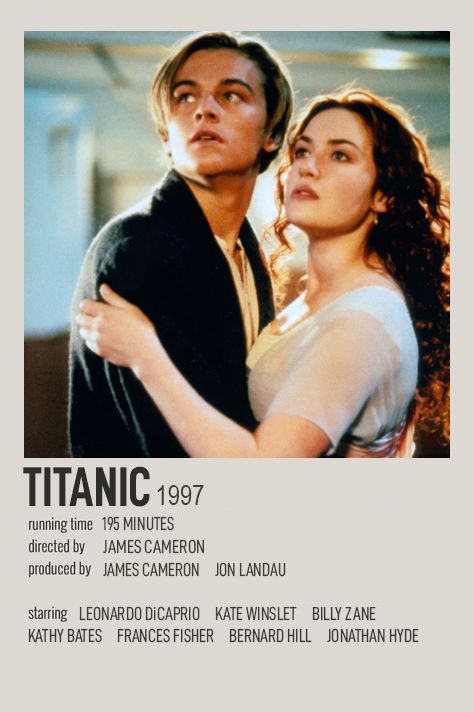 TITANIC 1997
running time 195 MINUTES
directed by JAMES CAMERON
produced by JAMES CAMERON JON LANDAU
starring LEONARDO DiCAPRIO KATE WINSLET BILLY ZANE
KATHY BATES FRANCES FISHER BERNARD HILL JONATHAN HYDE